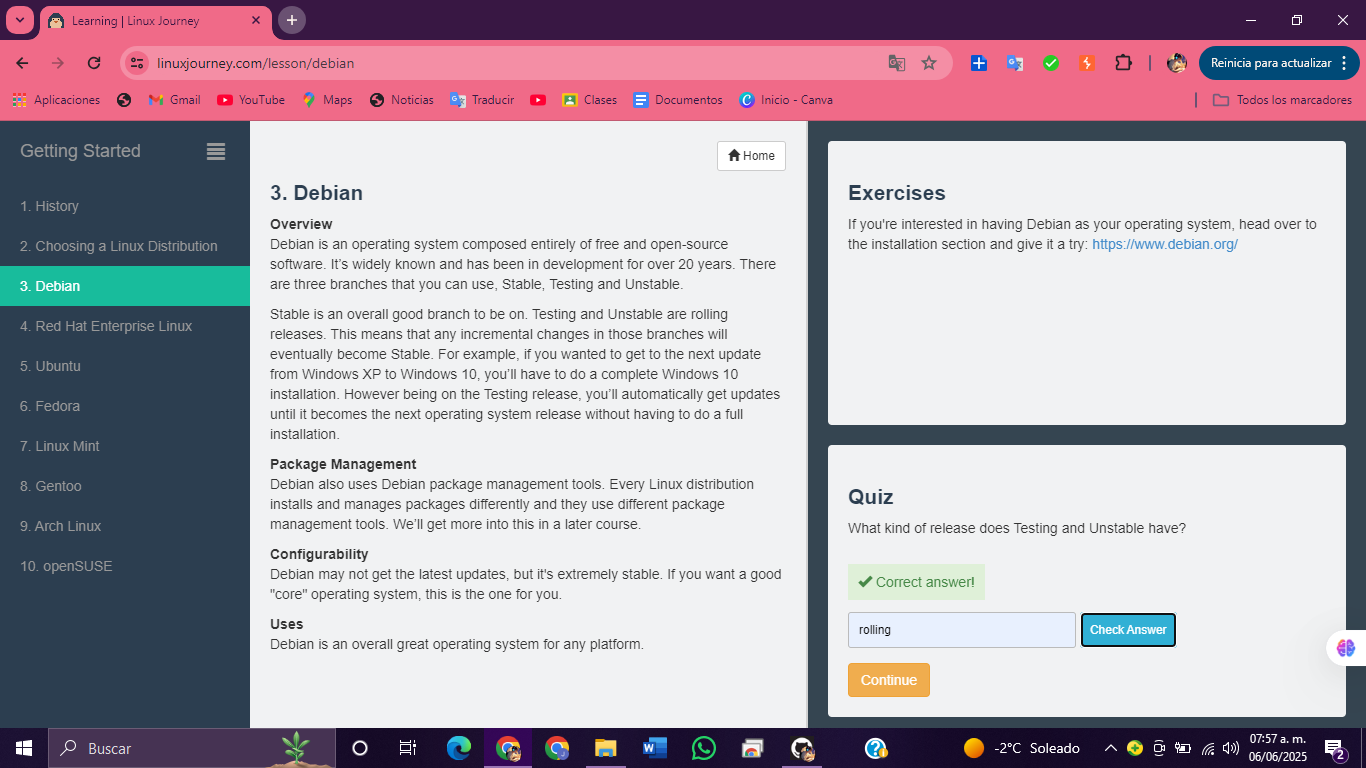 Learning | Linux Journey
linuxjourney.com/lesson/debian
Reinicia para actualizar
Aplicaciones
Gmail
YouTube
Maps
Noticias
Traducir
Clases
Documentos
Inicio - Canva
Todos los marcadores
Getting Started
1. History
2. Choosing a Linux Distribution
3. Debian
4. Red Hat Enterprise Linux
5. Ubuntu
6. Fedora
7. Linux Mint
8. Gentoo
9. Arch Linux
10. openSUSE
Home
3. Debian
Overview
Debian is an operating system composed entirely of free and open-source
software. It’s widely known and has been in development for over 20 years. There
are three branches that you can use, Stable, Testing and Unstable.
Stable is an overall good branch to be on. Testing and Unstable are rolling
releases. This means that any incremental changes in those branches will
eventually become Stable. For example, if you wanted to get to the next update
from Windows XP to Windows 10, you’ll have to do a complete Windows 10
installation. However being on the Testing release, you’ll automatically get updates
until it becomes the next operating system release without having to do a full
installation.
Package Management
Debian also uses Debian package management tools. Every Linux distribution
installs and manages packages differently and they use different package
management tools. We’ll get more into this in a later course.
Configurability
Debian may not get the latest updates, but it's extremely stable. If you want a good
"core" operating system, this is the one for you.
Uses
Debian is an overall great operating system for any platform.
Exercises
If you're interested in having Debian as your operating system, head over to
the installation section and give it a try: https://www.debian.org/
Quiz
What kind of release does Testing and Unstable have?
Correct answer!
rolling
Check Answer
Continue
Buscar
-2°C Soleado
07:57 a. m.
06/06/2025
2